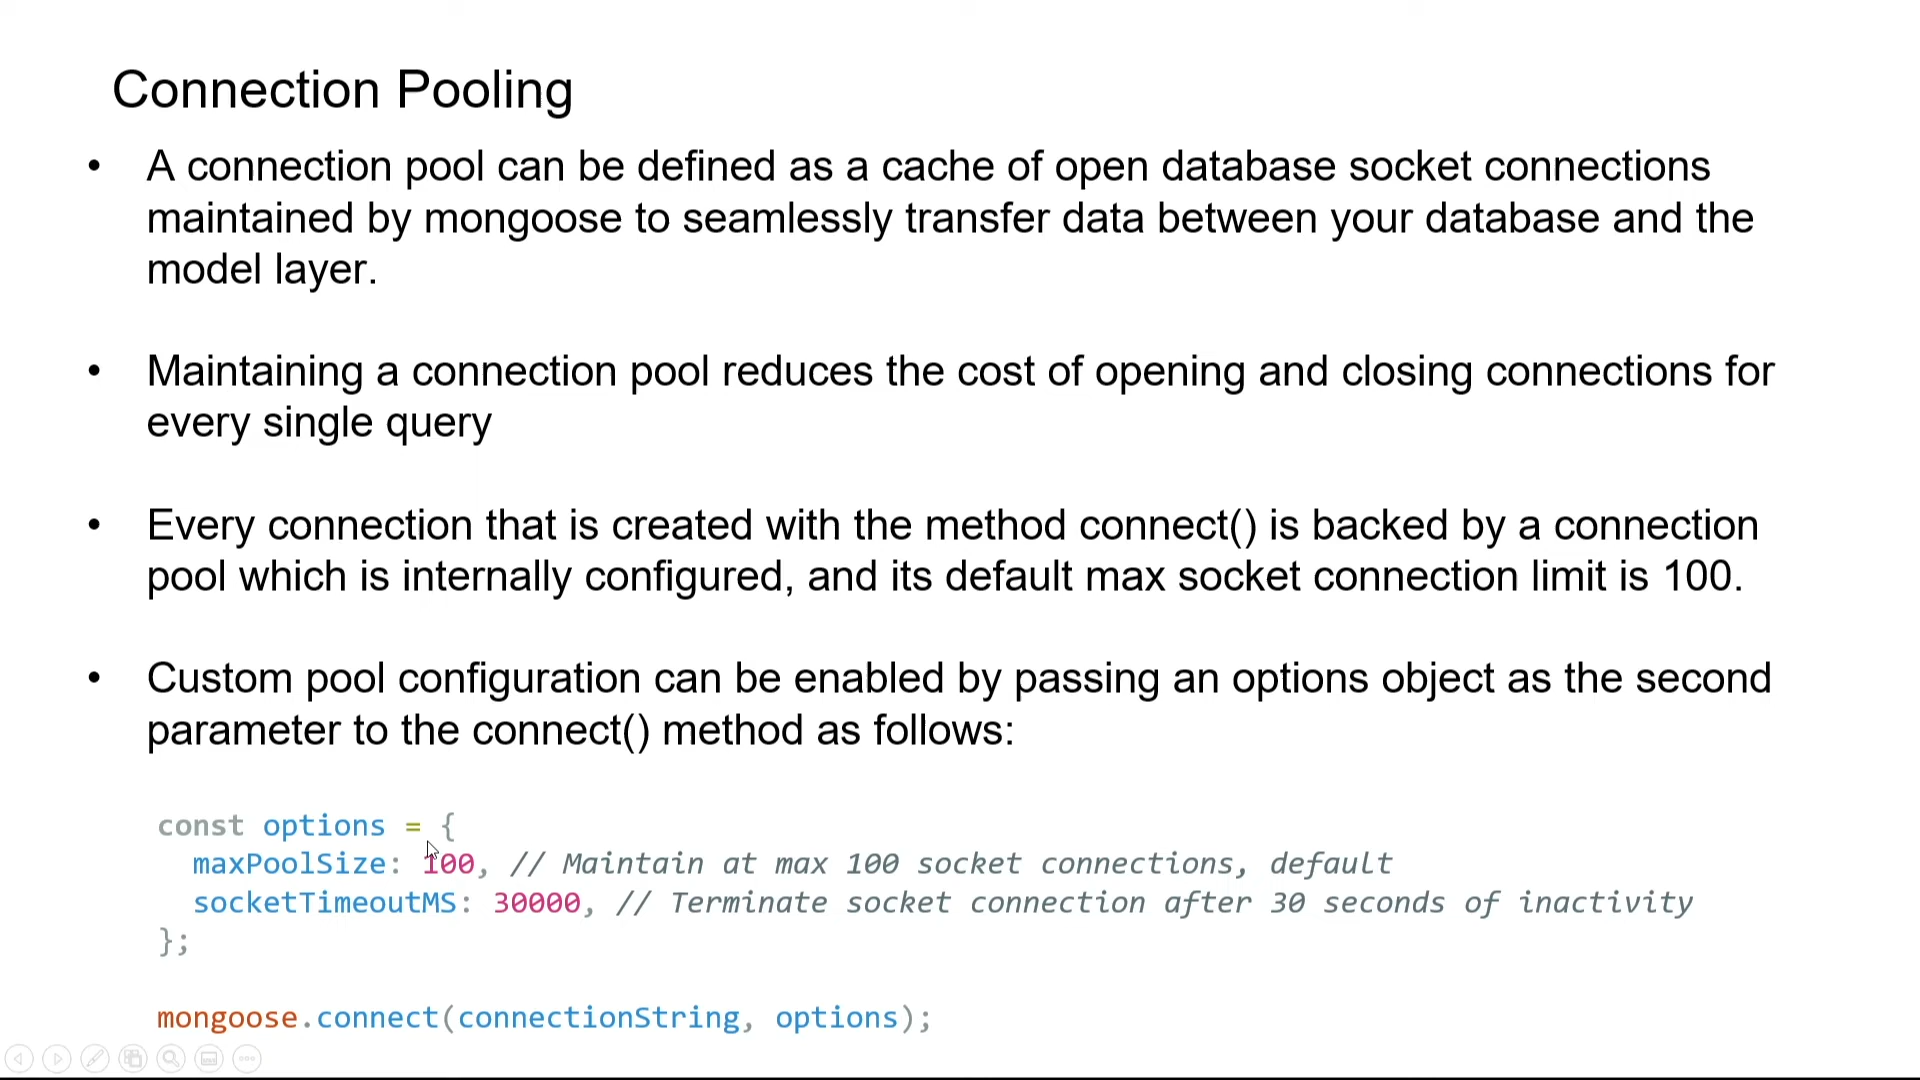 Connection Pooling
• A connection pool can be defined as a cache of open database socket connections
maintained by mongoose to seamlessly transfer data between your database and the
model layer.
• Maintaining a connection pool reduces the cost of opening and closing connections for
every single query
• Every connection that is created with the method connect() is backed by a connection
pool which is internally configured, and its default max socket connection limit is 100.
• Custom pool configuration can be enabled by passing an options object as the second
parameter to the connect() method as follows:
const options = {
  maxPoolSize: 100, // Maintain at max 100 socket connections, default
  socketTimeoutMS: 30000, // Terminate socket connection after 30 seconds of inactivity
};
mongoose.connect(connectionString, options);